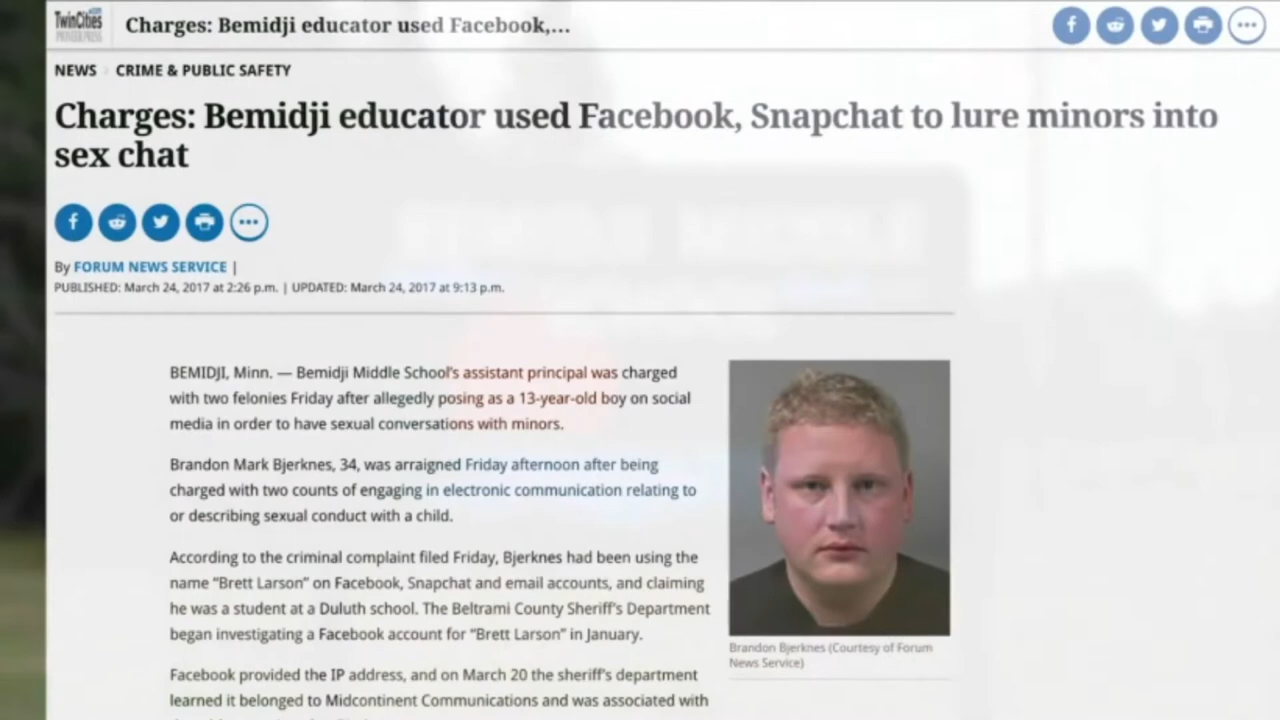 TwinCities
PIONEER PRESS
Charges: Bemidji educator used Facebook,...
NEWS › CRIME & PUBLIC SAFETY
Charges: Bemidji educator used Facebook, Snapchat to lure minors into
sex chat
By FORUM NEWS SERVICE |
PUBLISHED: March 24, 2017 at 2:26 p.m. | UPDATED: March 24, 2017 at 9:13 p.m.
BEMIDJI, Minn. — Bemidji Middle School's assistant principal was charged
with two felonies Friday after allegedly posing as a 13-year-old boy on social
media in order to have sexual conversations with minors.
Brandon Mark Bjerknes, 34, was arraigned Friday afternoon after being
charged with two counts of engaging in electronic communication relating to
or describing sexual conduct with a child.
According to the criminal complaint filed Friday, Bjerknes had been using the
name “Brett Larson” on Facebook, Snapchat and email accounts, and claiming
he was a student at a Duluth school. The Beltrami County Sheriff's Department
began investigating a Facebook account for “Brett Larson” in January.
Facebook provided the IP address, and on March 20 the sheriff's department
learned it belonged to Midcontinent Communications and was associated with
Brandon Bjerknes (Courtesy of Forum
News Service)